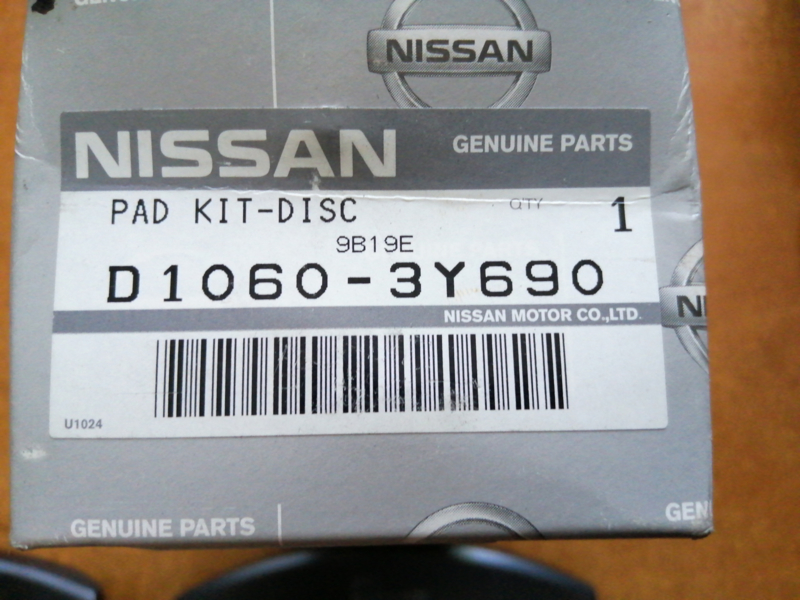 NISSAN
NISSAN GENUINE PARTS
PAD KIT-DISC QTY 1
9B19E
D1060-3Y690
NISSAN MOTOR CO.,LTD.
U1024
GENUINE PARTS